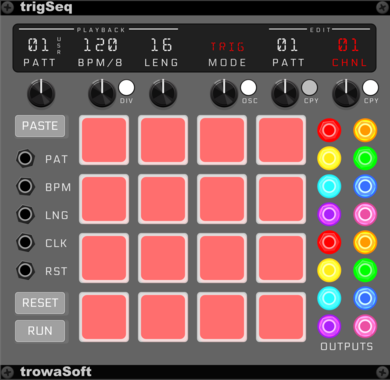 trigSeq
PLAYBACK EDIT
01 USR 120 16 TRIG 01 01
PATT BPM/8 LENG MODE PATT CHNL
DIV OSC CPY CPY
PASTE
PAT
BPM
LNG
CLK
RST
RESET
RUN
OUTPUTS
trowaSoft